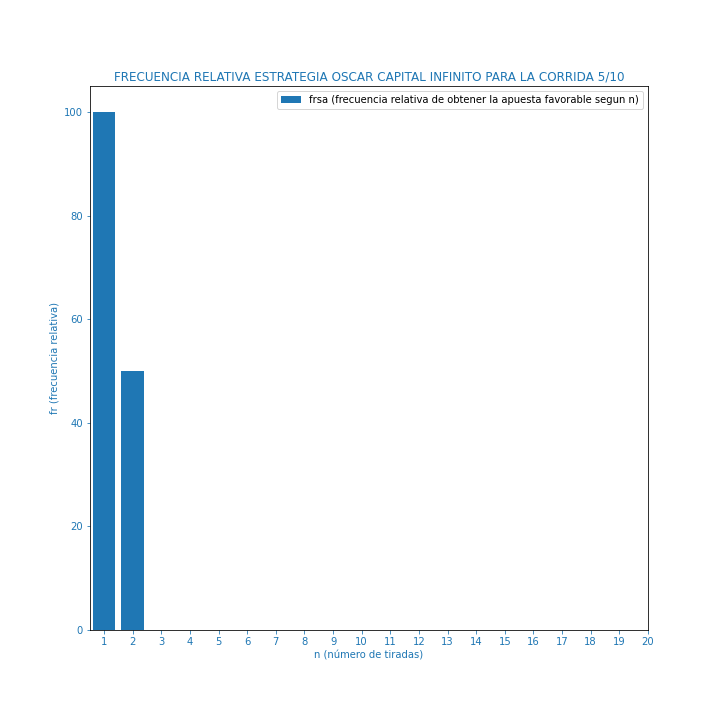 FRECUENCIA RELATIVA ESTRATEGIA OSCAR CAPITAL INFINITO PARA LA CORRIDA 5/10
frsa (frecuencia relativa de obtener la apuesta favorable segun n)
fr (frecuencia relativa)
100
80
60
40
20
0
1 2 3 4 5 6 7 8 9 10 11 12 13 14 15 16 17 18 19 20
n (número de tiradas)